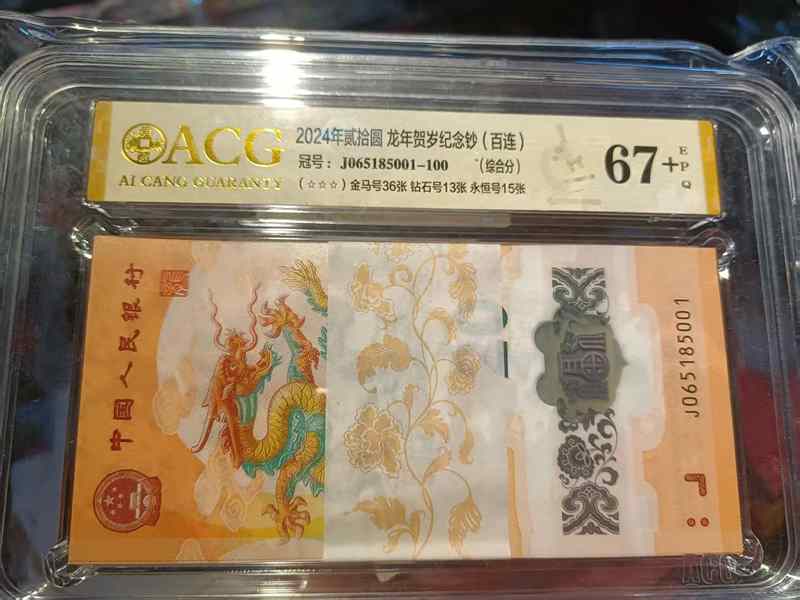 ACG
AI CANG GUARANTY
2024年贰拾圆 龙年贺岁纪念钞(百连)
冠号: J065185001-100 (综合分)
(☆☆☆)金马号36张 钻石号13张 永恒号15张
67+
EPQ
中国人民银行
J065185001
ACG